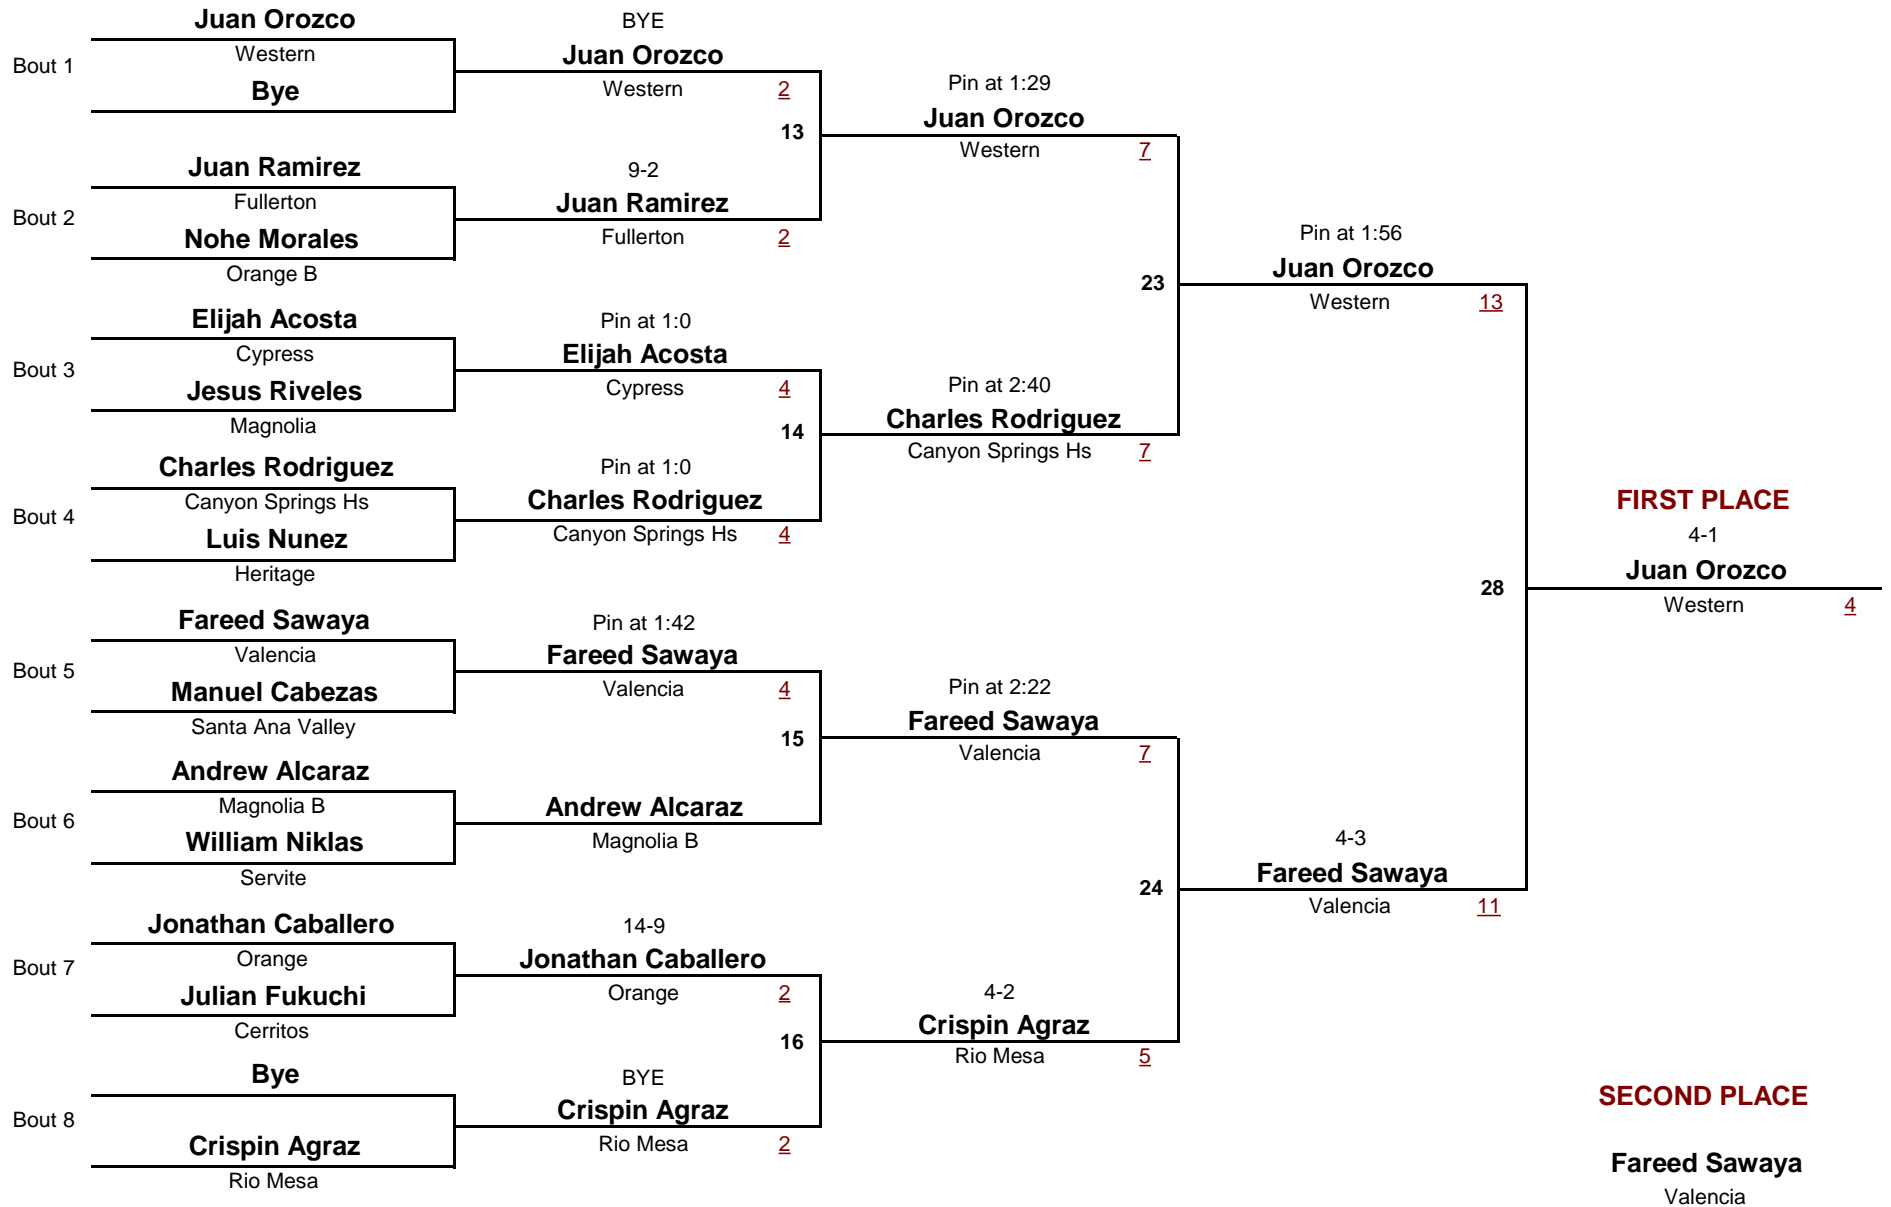 Juan Orozco
Bout 1
Western
Bye
BYE
Juan Orozco
Western 2
13
Juan Ramirez
Bout 2
Fullerton
Nohe Morales
Orange B
9-2
Juan Ramirez
Fullerton 2
Pin at 1:29
Juan Orozco
Western 7
Elijah Acosta
Bout 3
Cypress
Jesus Riveles
Magnolia
Pin at 1:0
Elijah Acosta
Cypress 4
14
Charles Rodriguez
Bout 4
Canyon Springs Hs
Luis Nunez
Heritage
Pin at 1:0
Charles Rodriguez
Canyon Springs Hs 4
Pin at 2:40
Charles Rodriguez
Canyon Springs Hs 7
23
Pin at 1:56
Juan Orozco
Western 13
Fareed Sawaya
Bout 5
Valencia
Manuel Cabezas
Santa Ana Valley
Pin at 1:42
Fareed Sawaya
Valencia 4
15
Andrew Alcaraz
Bout 6
Magnolia B
William Niklas
Servite
Andrew Alcaraz
Magnolia B
Pin at 2:22
Fareed Sawaya
Valencia 7
Jonathan Caballero
Bout 7
Orange
Julian Fukuchi
Cerritos
14-9
Jonathan Caballero
Orange 2
16
Bye
Bout 8
Crispin Agraz
Rio Mesa
BYE
Crispin Agraz
Rio Mesa 2
4-2
Crispin Agraz
Rio Mesa 5
24
4-3
Fareed Sawaya
Valencia 11
28
FIRST PLACE
4-1
Juan Orozco
Western 4
SECOND PLACE
Fareed Sawaya
Valencia